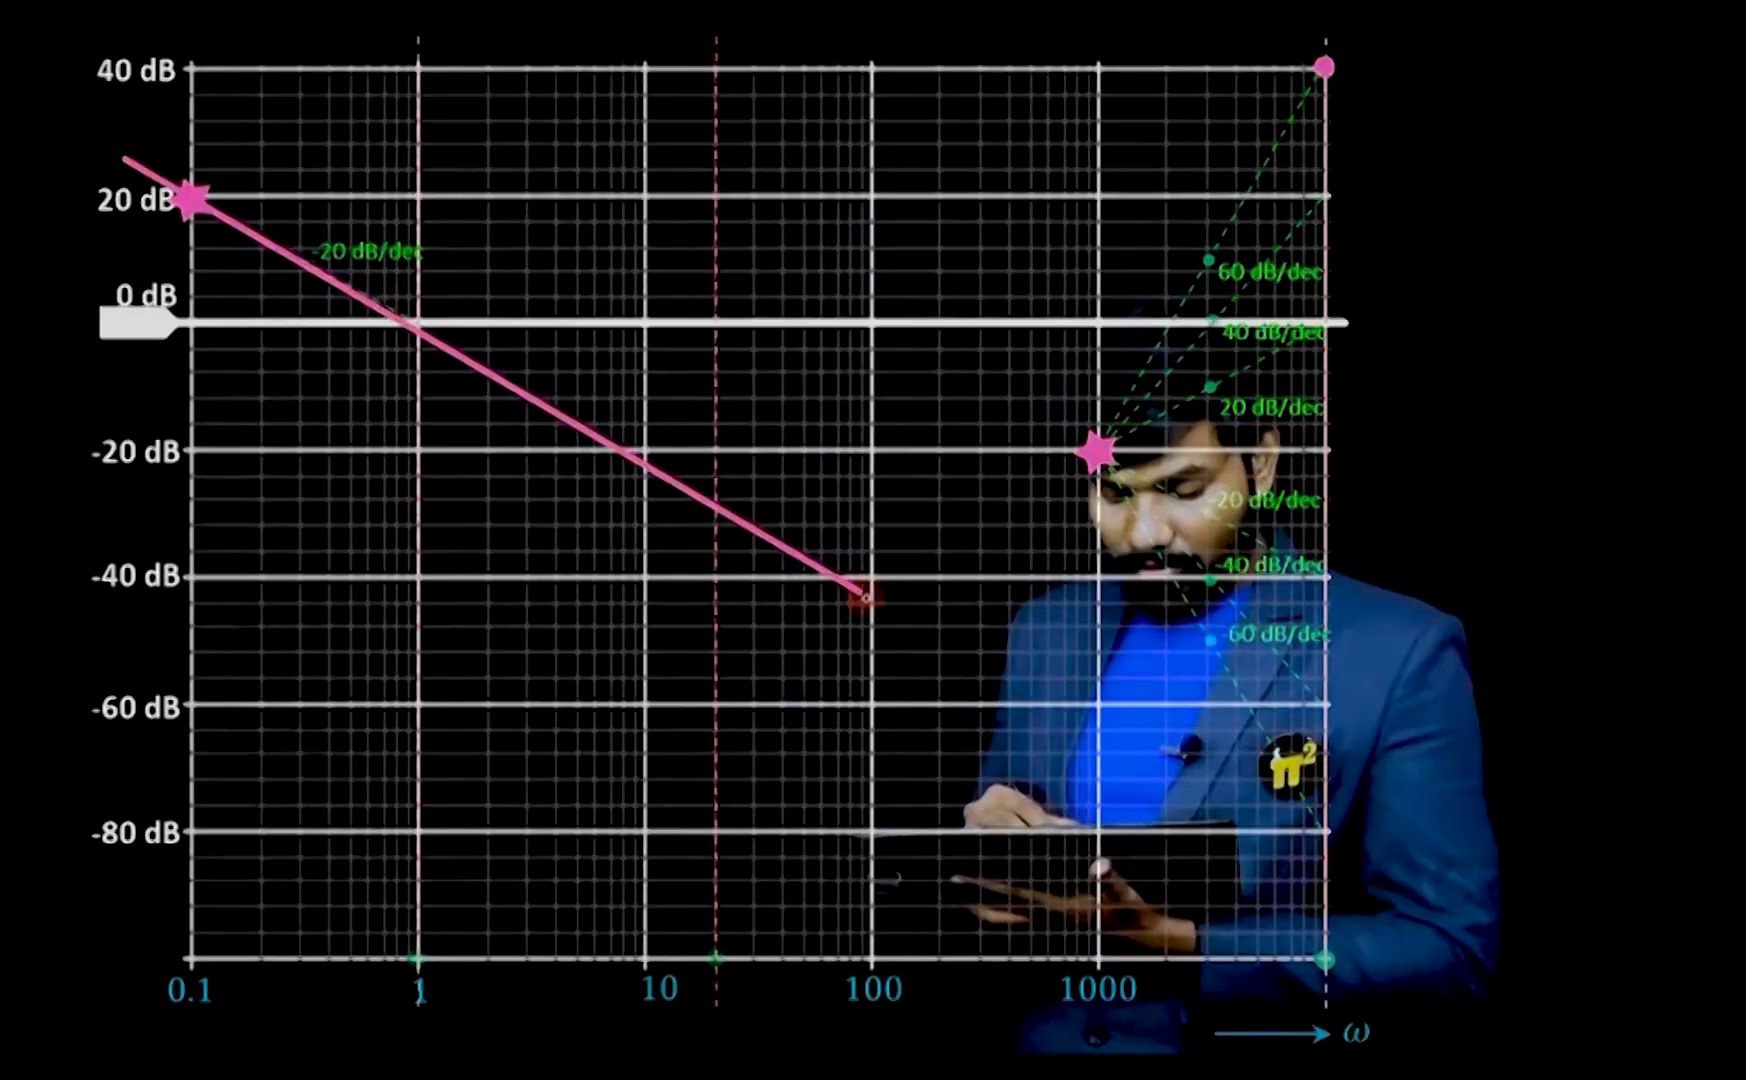 40 dB
20 dB
-20 dB/dec
0 dB
60 dB/dec
40 dB/dec
20 dB/dec
-20 dB
-20 dB/dec
-40 dB
-40 dB/dec
-60 dB/dec
-60 dB
π²
-80 dB
0.1 1 10 100 1000
ω